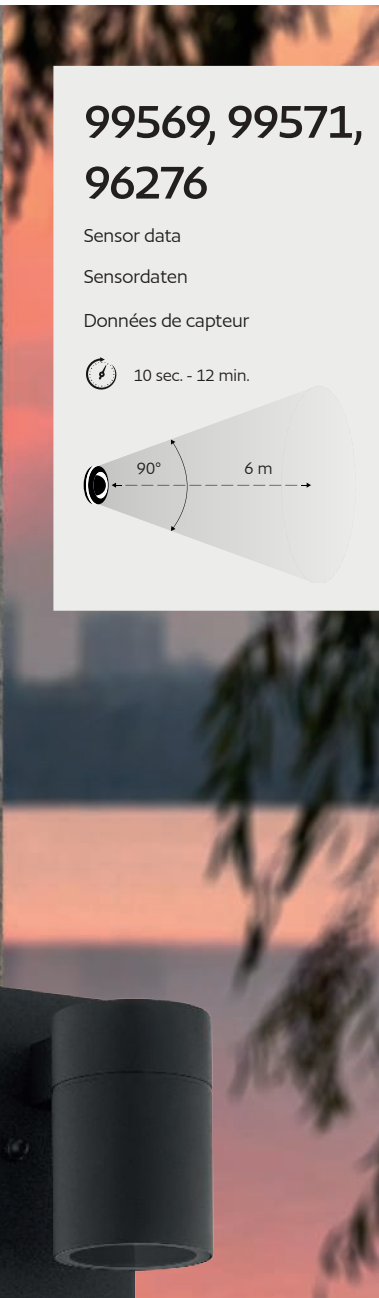 99569, 99571,
96276
Sensor data
Sensordaten
Données de capteur
10 sec. - 12 min.
90°
6 m